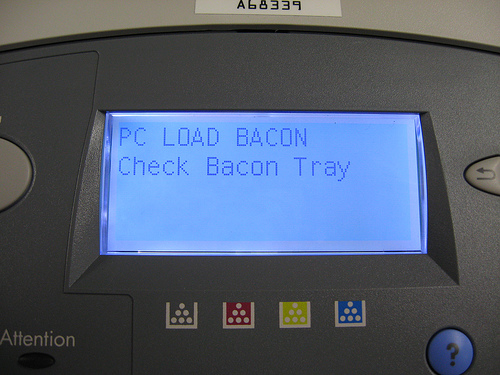 A68339
PC LOAD BACON
Check Bacon Tray
Attention
?